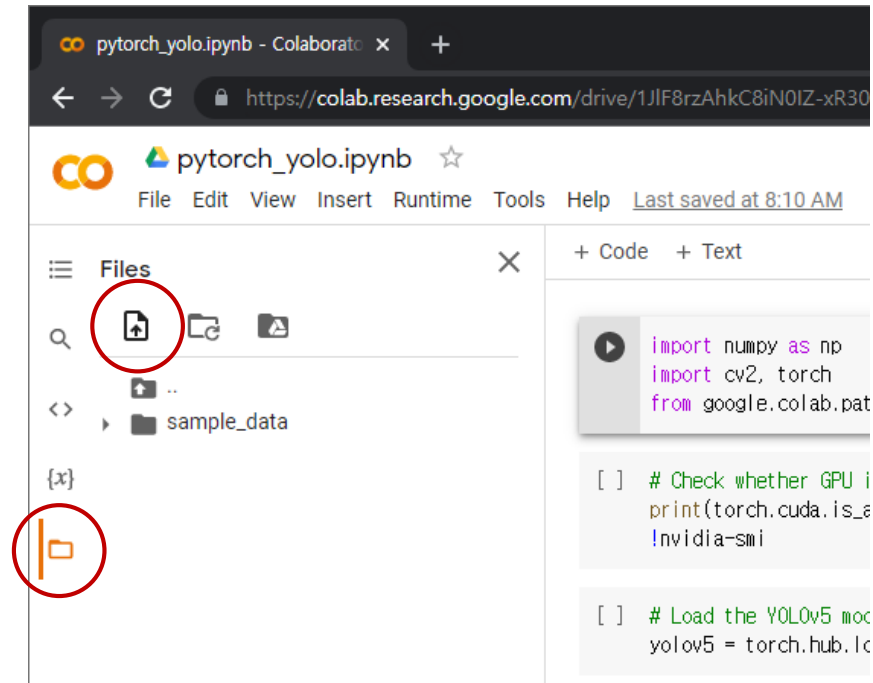 pytorch_yolo.ipynb - Colaborato
https://colab.research.google.com/drive/1JlF8rzAhkC8iN0IZ-xR30
pytorch_yolo.ipynb
File Edit View Insert Runtime Tools Help Last saved at 8:10 AM
Files
..
sample_data
{x}
+ Code + Text
import numpy as np
import cv2, torch
from google.colab.pat
[ ] # Check whether GPU i
print(torch.cuda.is_a
!nvidia-smi
[ ] # Load the YOLOv5 mod
yolov5 = torch.hub.lo